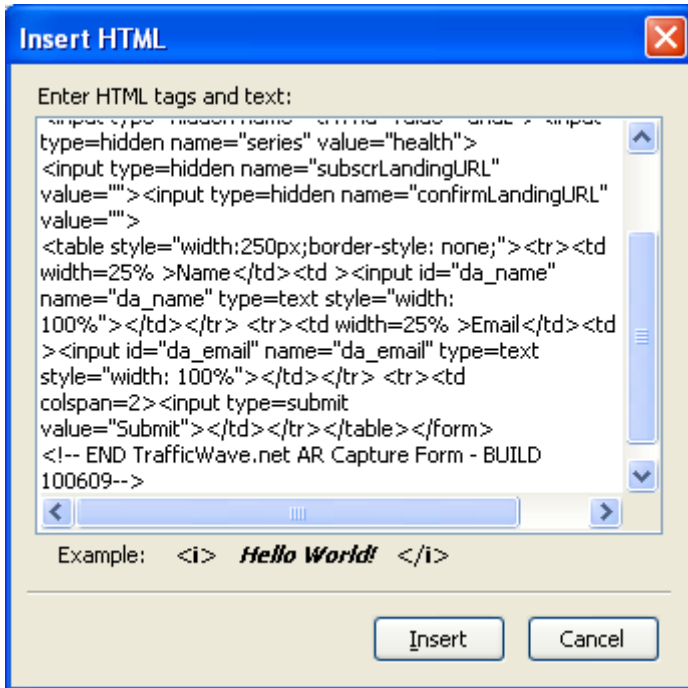 Insert HTML
Enter HTML tags and text:
type=hidden name="series" value="health">
<input type=hidden name="subscrLandingURL"
value=""><input type=hidden name="confirmLandingURL"
value="">
<table style="width:250px;border-style: none;"><tr><td
width=25% >Name</td><td ><input id="da_name"
name="da_name" type=text style="width:
100%"></td></tr> <tr><td width=25% >Email</td><td
><input id="da_email" name="da_email" type=text
style="width: 100%"></td></tr> <tr><td
colspan=2><input type=submit
value="Submit"></td></tr></table></form>
<!-- END TrafficWave.net AR Capture Form - BUILD
100609-->
Example: <i> Hello World! </i>
Insert Cancel